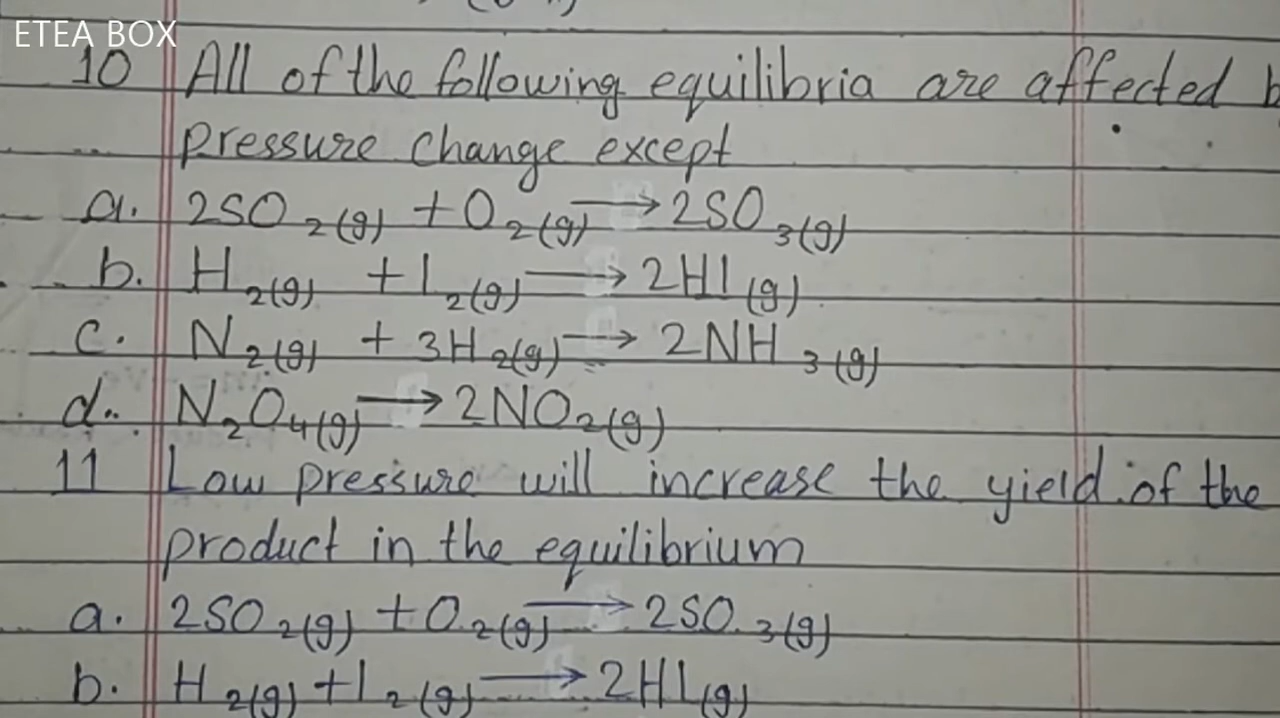 ETEA BOX
10 All of the following equilibria are affected
pressure change except
a. 2SO2(g) + O2(g) → 2SO3(g)
b. H2(g) + I2(g) → 2HI(g)
c. N2(g) + 3H2(g) → 2NH3(g)
d. N2O4(g) → 2NO2(g)
11 Low pressure will increase the yield of the
product in the equilibrium
a. 2SO2(g) + O2(g) → 2SO3(g)
b. H2(g) + I2(g) → 2HI(g)